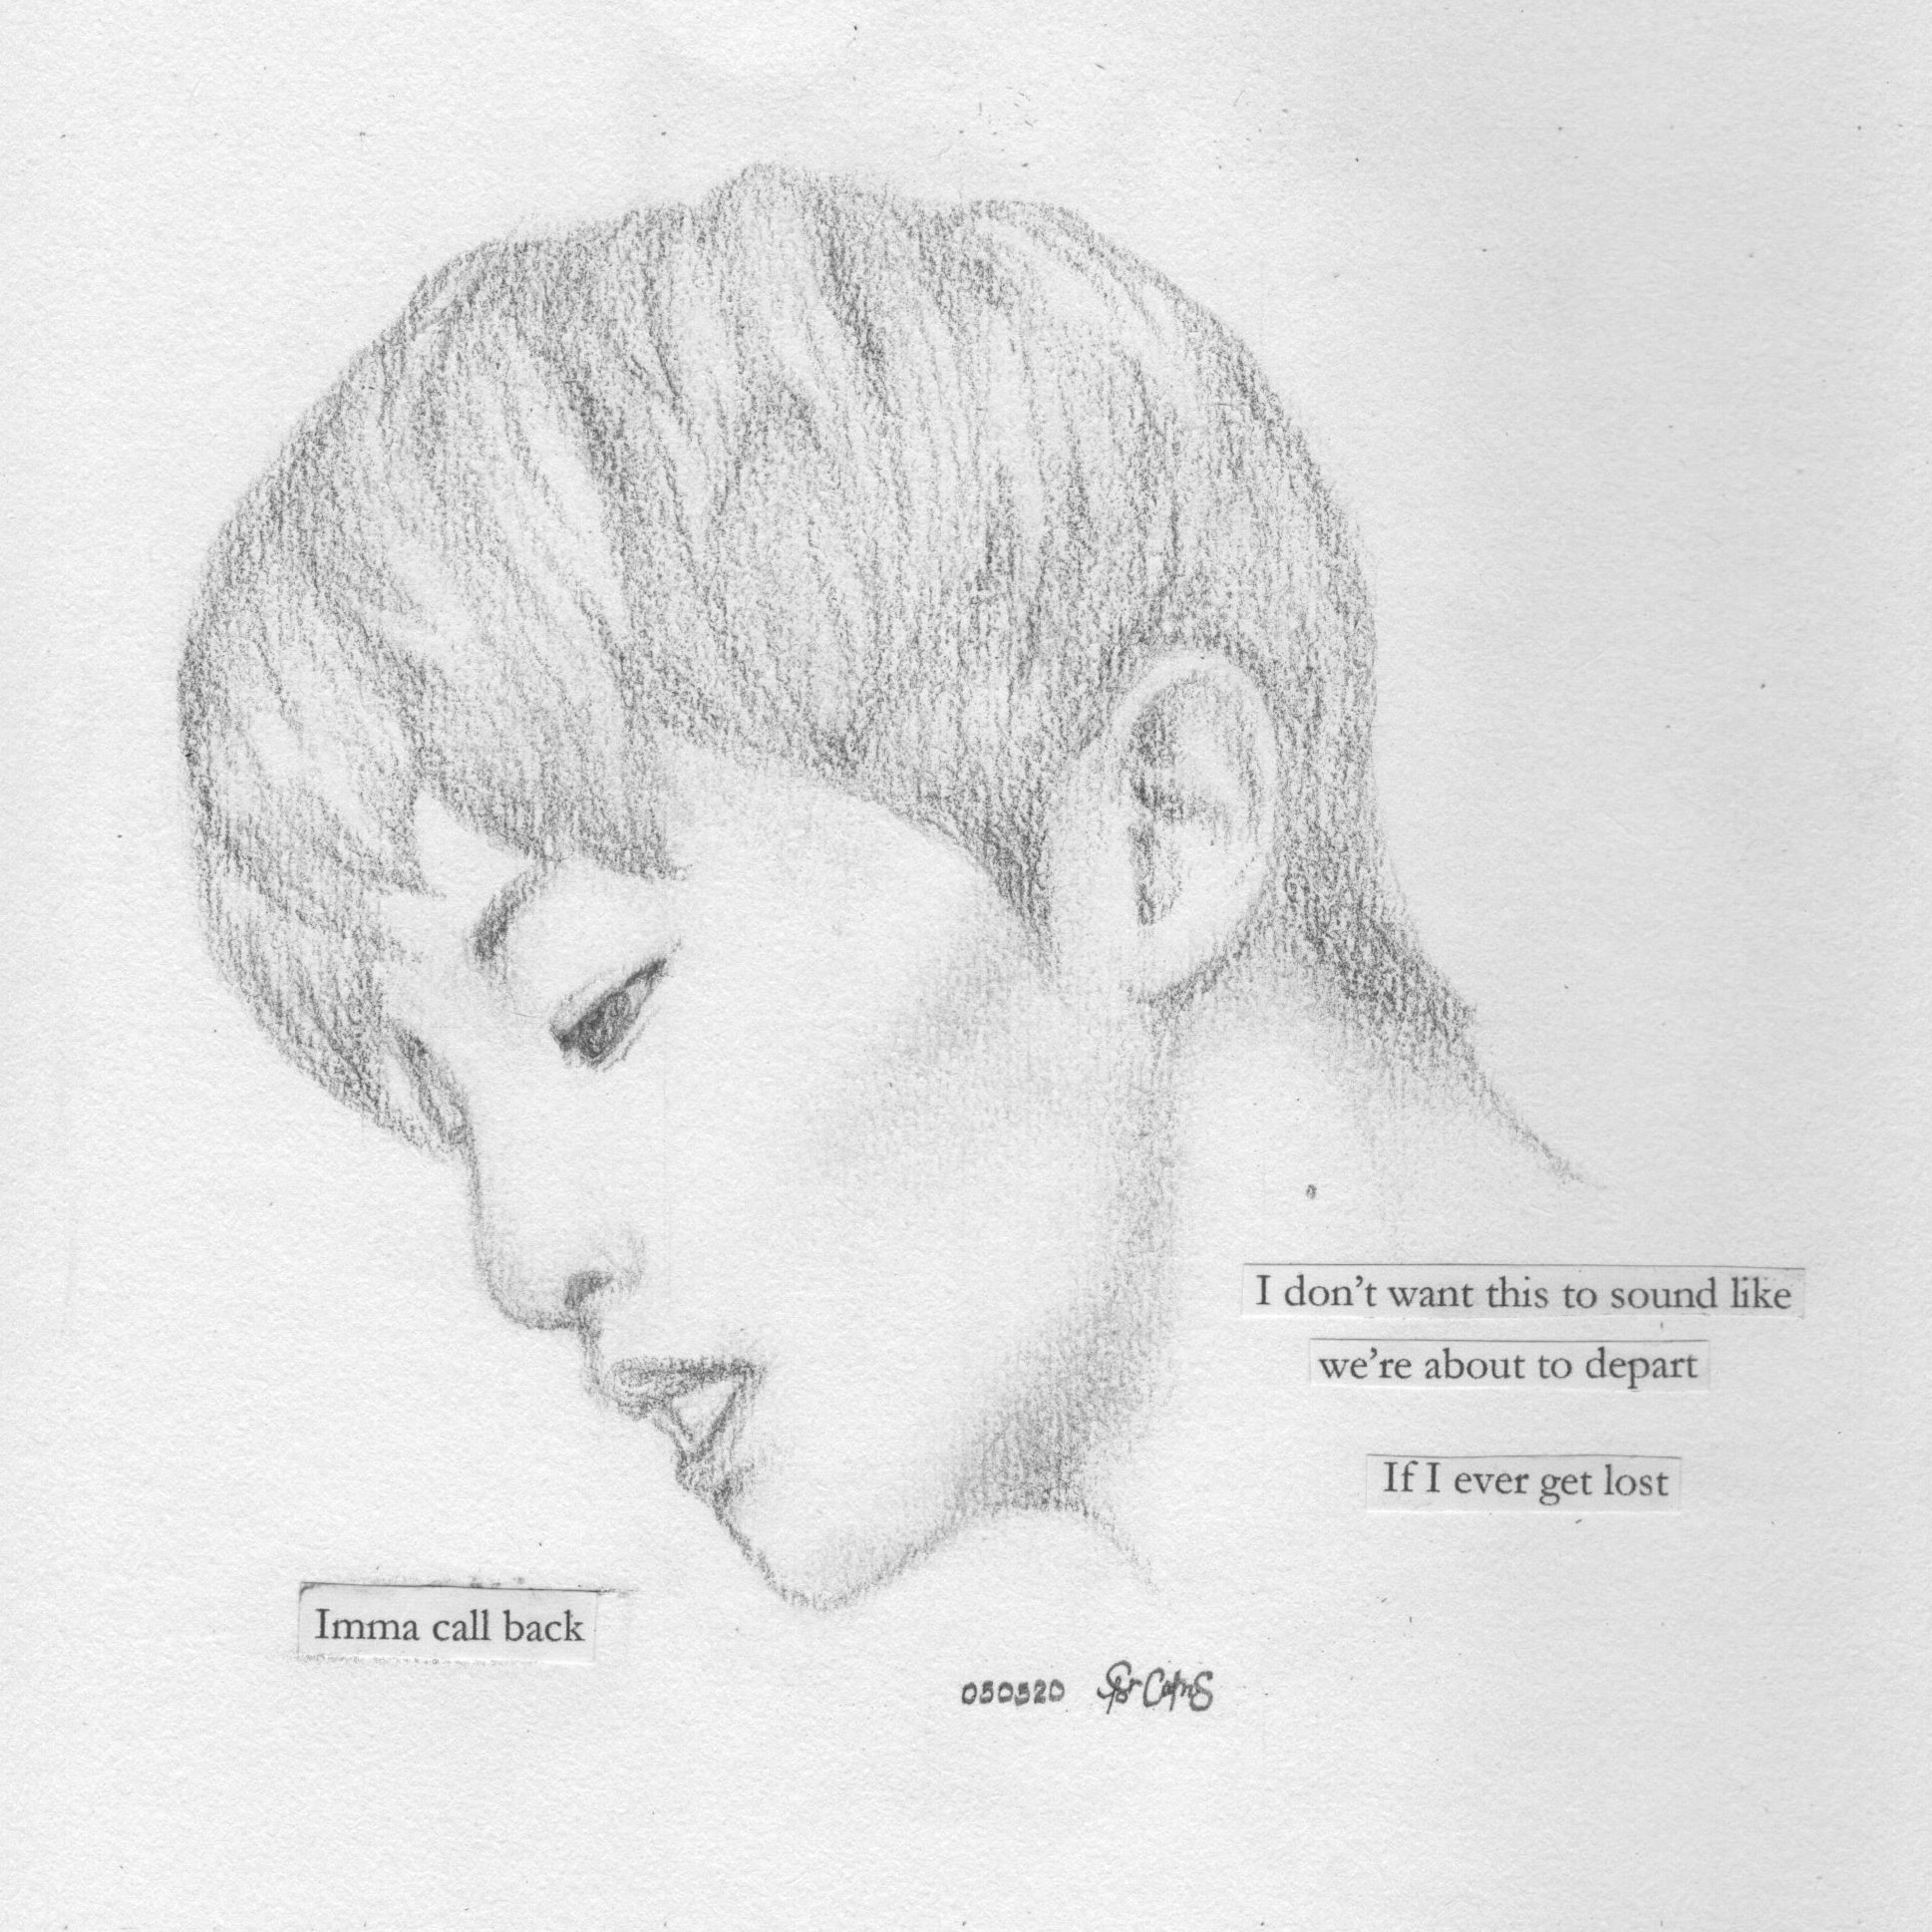 I don't want this to sound like
we're about to depart
If I ever get lost
Imma call back
050520